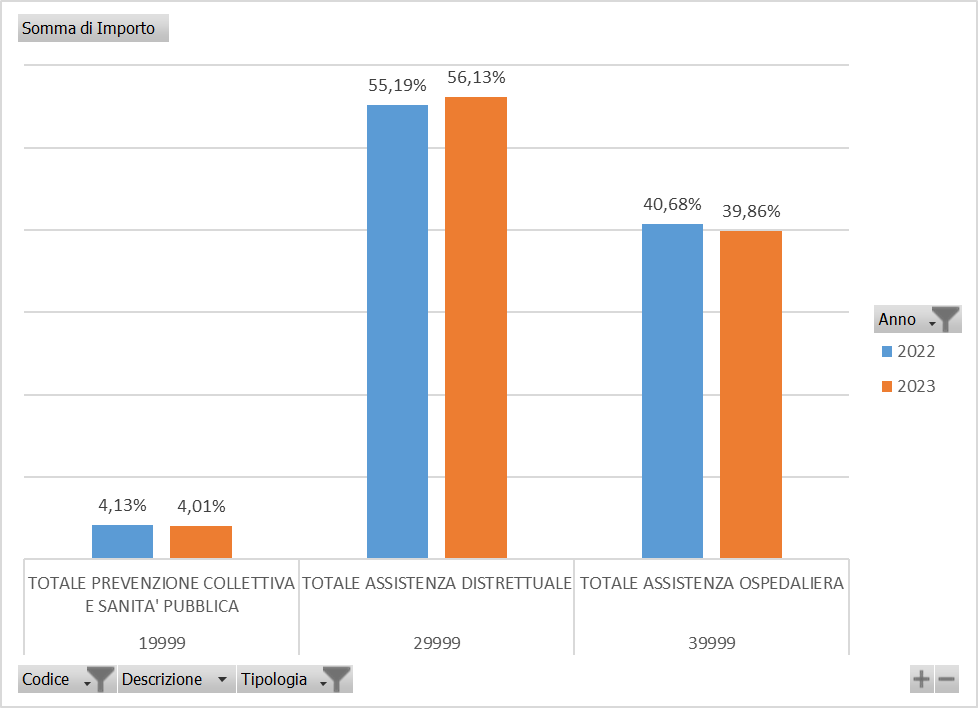 Somma di Importo
55,19%
56,13%
40,68%
39,86%
4,13%
4,01%
Anno
2022
2023
TOTALE PREVENZIONE COLLETTIVA
E SANITA' PUBBLICA
TOTALE ASSISTENZA DISTRETTUALE
TOTALE ASSISTENZA OSPEDALIERA
19999
29999
39999
Codice
Descrizione
Tipologia